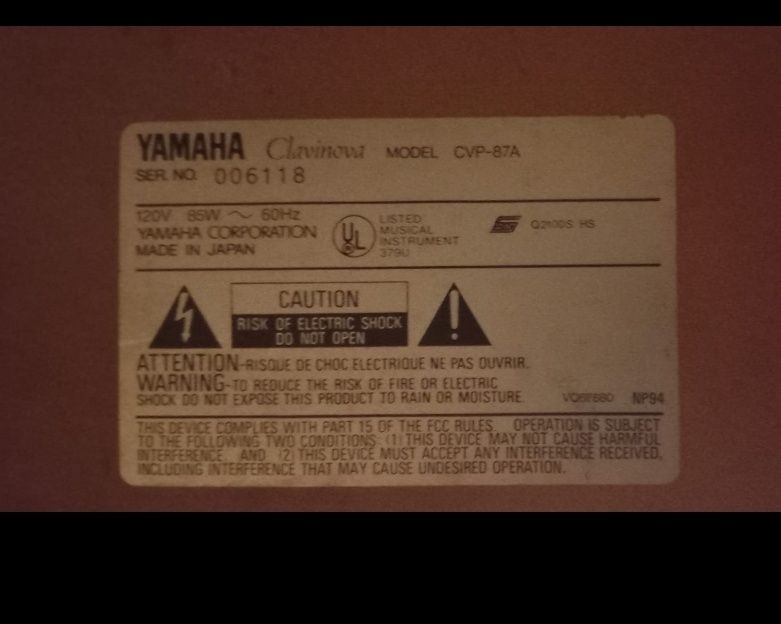 YAMAHA Clavinova MODEL CVP-87A
SER. NO. 006118
120V 85W ～ 60Hz
YAMAHA CORPORATION
MADE IN JAPAN
UL
LISTED
MUSICAL
INSTRUMENT
379U
HS
CAUTION
RISK OF ELECTRIC SHOCK
DO NOT OPEN
ATTENTION-RISQUE DE CHOC ELECTRIQUE NE PAS OUVRIR.
WARNING-TO REDUCE THE RISK OF FIRE OR ELECTRIC
SHOCK DO NOT EXPOSE THIS PRODUCT TO RAIN OR MOISTURE. NP94
THIS DEVICE COMPLIES WITH PART 15 OF THE FCC RULES. OPERATION IS SUBJECT
TO THE FOLLOWING TWO CONDITIONS: (1) THIS DEVICE MAY NOT CAUSE HARMFUL
INTERFERENCE, AND (2) THIS DEVICE MUST ACCEPT ANY INTERFERENCE RECEIVED,
INCLUDING INTERFERENCE THAT MAY CAUSE UNDESIRED OPERATION.